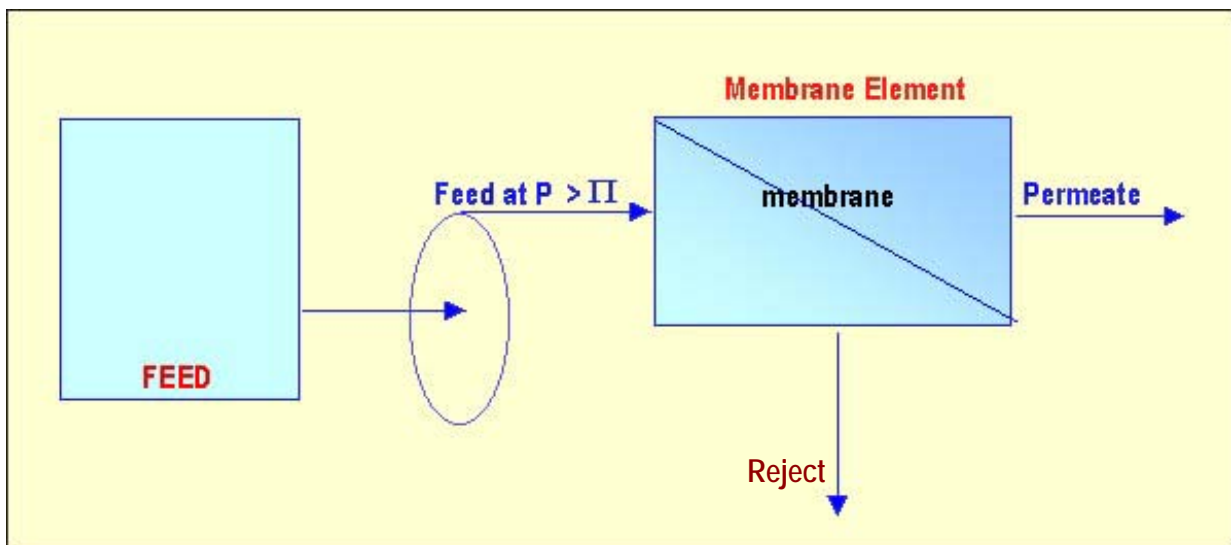 Membrane Element
Feed at P > Π
membrane
Permeate
FEED
Reject